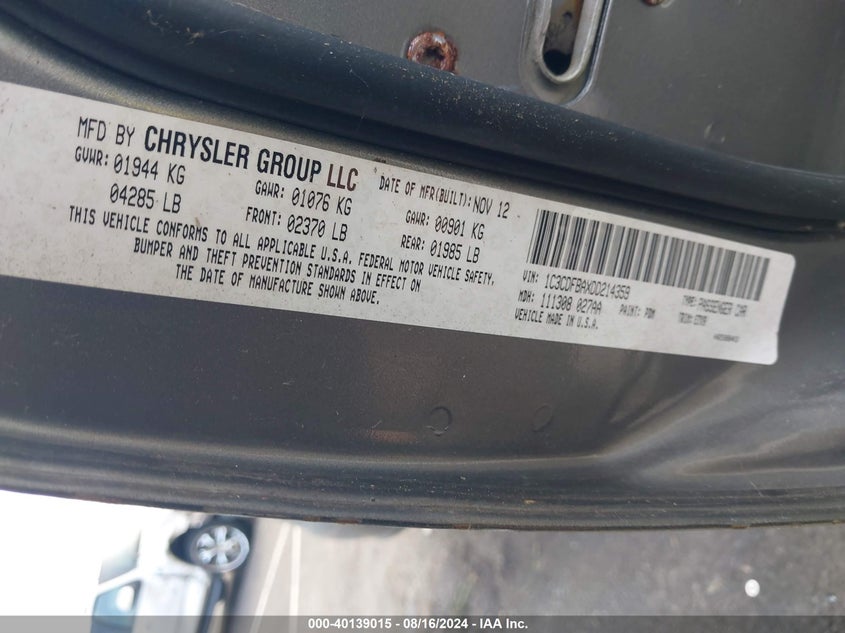 MFD BY CHRYSLER GROUP LLC
DATE OF MFR(BUILT): NOV 12
GVWR: 01944 KG
GAWR: 01076 KG
GAWR: 00901 KG
04285 LB
FRONT: 02370 LB
REAR: 01985 LB
THIS VEHICLE CONFORMS TO ALL APPLICABLE U.S.A. FEDERAL MOTOR VEHICLE SAFETY,
BUMPER AND THEFT PREVENTION STANDARDS IN EFFECT ON
THE DATE OF MANUFACTURE SHOWN ABOVE.
VIN: 1C3CDFBAXDD214359
TYPE: PASSENGER CAR
MDH: 111308 027AA
PAINT: PDM
TRIM:
VEHICLE MADE IN U.S.A.
000-40139015 - 08/16/2024 - IAA Inc.